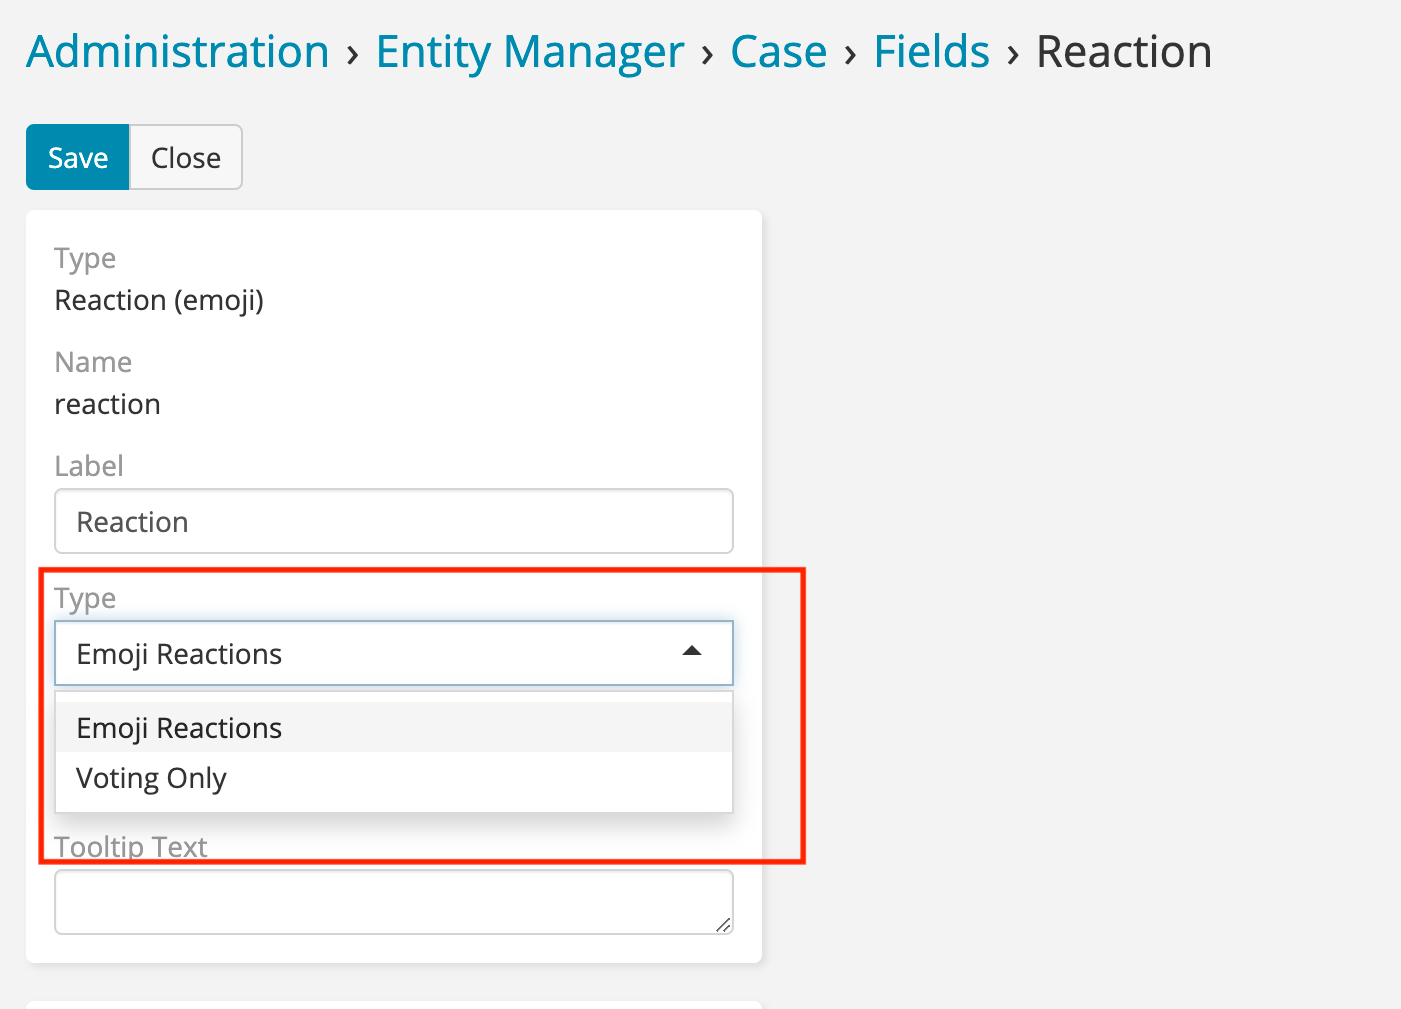 Administration › Entity Manager › Case › Fields › Reaction
Save Close
Type
Reaction (emoji)
Name
reaction
Label
Reaction
Type
Emoji Reactions
Emoji Reactions
Voting Only
Tooltip Text